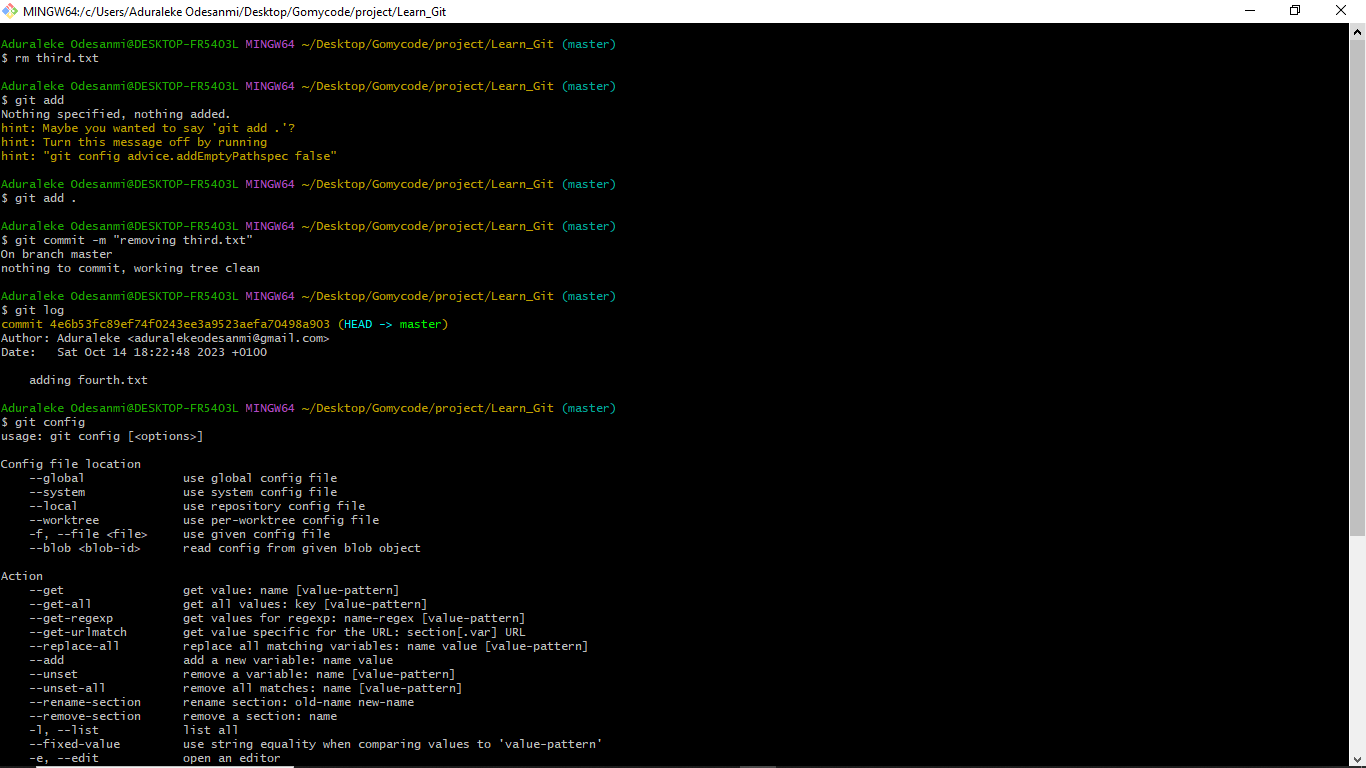 MINGW64:/c/Users/Aduraleke Odesanmi/Desktop/Gomycode/project/Learn_Git
Aduraleke Odesanmi@DESKTOP-FR54O3L MINGW64 ~/Desktop/Gomycode/project/Learn_Git (master)
$ rm third.txt
Aduraleke Odesanmi@DESKTOP-FR54O3L MINGW64 ~/Desktop/Gomycode/project/Learn_Git (master)
$ git add
Nothing specified, nothing added.
hint: Maybe you wanted to say 'git add .'?
hint: Turn this message off by running
hint: "git config advice.addEmptyPathspec false"
Aduraleke Odesanmi@DESKTOP-FR54O3L MINGW64 ~/Desktop/Gomycode/project/Learn_Git (master)
$ git add .
Aduraleke Odesanmi@DESKTOP-FR54O3L MINGW64 ~/Desktop/Gomycode/project/Learn_Git (master)
$ git commit -m "removing third.txt"
On branch master
nothing to commit, working tree clean
Aduraleke Odesanmi@DESKTOP-FR54O3L MINGW64 ~/Desktop/Gomycode/project/Learn_Git (master)
$ git log
commit 4e6b53fc89ef74f0243ee3a9523aefa70498a903 (HEAD -> master)
Author: Aduraleke <aduralekeodesanmi@gmail.com>
Date:   Sat Oct 14 18:22:48 2023 +0100
    adding fourth.txt
Aduraleke Odesanmi@DESKTOP-FR54O3L MINGW64 ~/Desktop/Gomycode/project/Learn_Git (master)
$ git config
usage: git config [<options>]
Config file location
    --global              use global config file
    --system              use system config file
    --local               use repository config file
    --worktree            use per-worktree config file
    -f, --file <file>     use given config file
    --blob <blob-id>      read config from given blob object
Action
    --get                 get value: name [value-pattern]
    --get-all             get all values: key [value-pattern]
    --get-regexp          get values for regexp: name-regex [value-pattern]
    --get-urlmatch        get value specific for the URL: section[.var] URL
    --replace-all         replace all matching variables: name value [value-pattern]
    --add                 add a new variable: name value
    --unset               remove a variable: name [value-pattern]
    --unset-all           remove all matches: name [value-pattern]
    --rename-section      rename section: old-name new-name
    --remove-section      remove a section: name
    -l, --list            list all
    --fixed-value         use string equality when comparing values to 'value-pattern'
    -e, --edit            open an editor